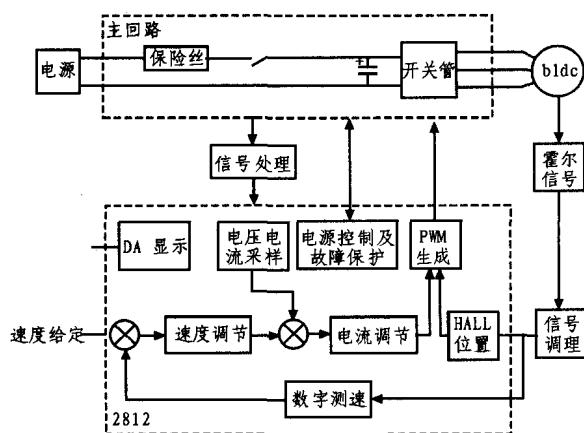 主回路
电源
保险丝
+
开关管
bldc
信号处理
霍尔
信号
DA 显示
电压电
流采样
电源控制及
故障保护
PWM
生成
速度给定
速度调节
电流调节
HALL
位置
信号
调理
数字测速
2812